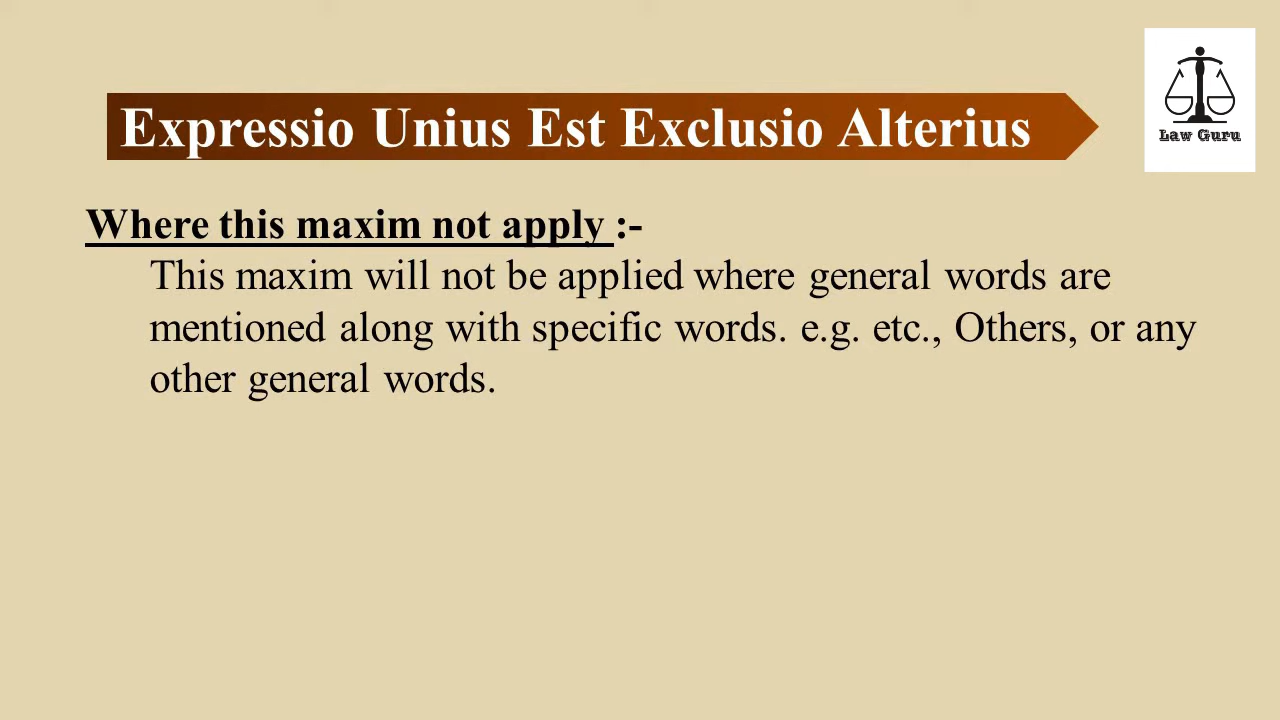 Expressio Unius Est Exclusio Alterius
Law Guru
Where this maxim not apply :-
This maxim will not be applied where general words are
mentioned along with specific words. e.g. etc., Others, or any
other general words.